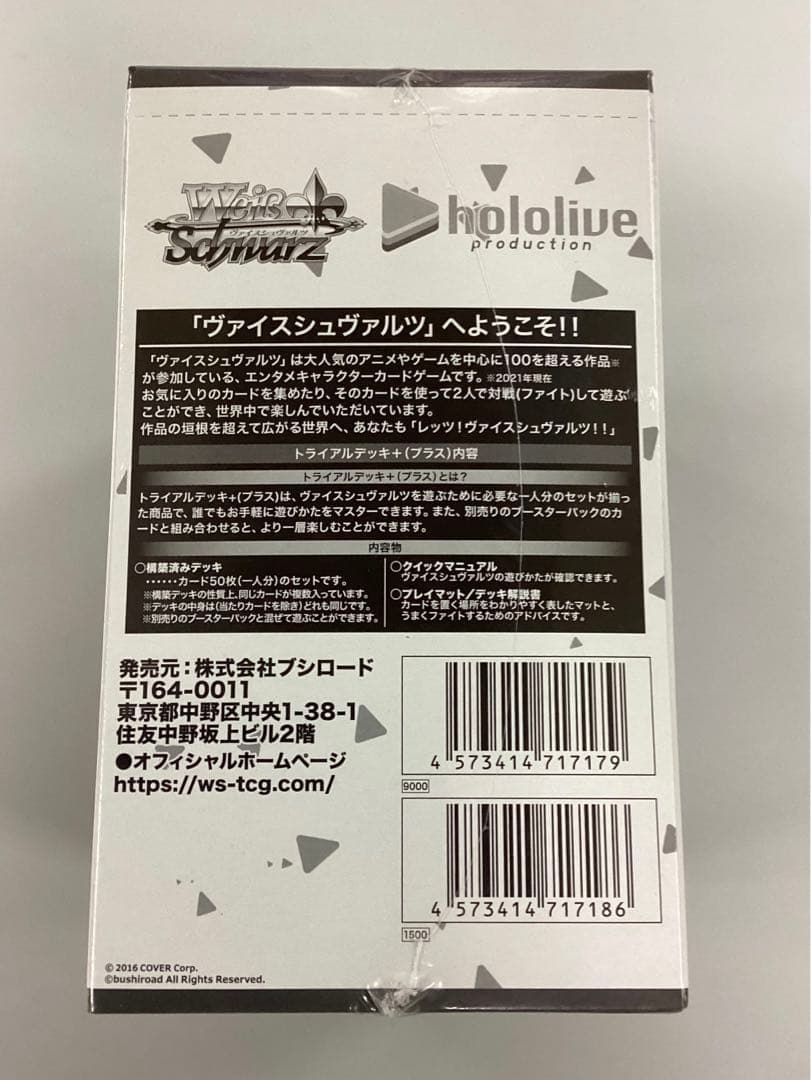 Weiß Schwarz
ヴァイスシュヴァルツ
hololive
production
「ヴァイスシュヴァルツ」へようこそ!!
「ヴァイスシュヴァルツ」は大人気のアニメやゲームを中心に100を超える作品※
が参加している、エンタメキャラクターカードゲームです。※2021年現在
お気に入りのカードを集めたり、そのカードを使って2人で対戦(ファイト)して遊ぶ
ことができ、世界中で楽しんでいただいています。
作品の垣根を超えて広がる世界へ、あなたも「レッツ!ヴァイスシュヴァルツ!!」
トライアルデッキ+(プラス)内容
トライアルデッキ+(プラス)とは?
トライアルデッキ+(プラス)は、ヴァイスシュヴァルツを遊ぶために必要な一人分のセットが揃っ
た商品で、誰でもお手軽に遊びかたをマスターできます。また、別売りのブースターパックのカ
ードと組み合わせると、より一層楽しむことができます。
内容物
○構築済みデッキ
……カード50枚(一人分)のセットです。
※構築デッキの性質上、同じカードが複数入っています。
※デッキの中身は(当たりカードを除き)どれも同じです。
※別売りのブースターパックと混ぜて遊ぶことができます。
○クイックマニュアル
ヴァイスシュヴァルツの遊びかたが確認できます。
○プレイマット/デッキ解説書
カードを置く場所をわかりやすく表したマットと、
うまくファイトするためのアドバイスです。
発売元:株式会社ブシロード
〒164-0011
東京都中野区中央1-38-1
住友中野坂上ビル2階
●オフィシャルホームページ
https://ws-tcg.com/
4 573414 717179
9000
4 573414 717186
1500
© 2016 COVER Corp.
©bushiroad All Rights Reserved.